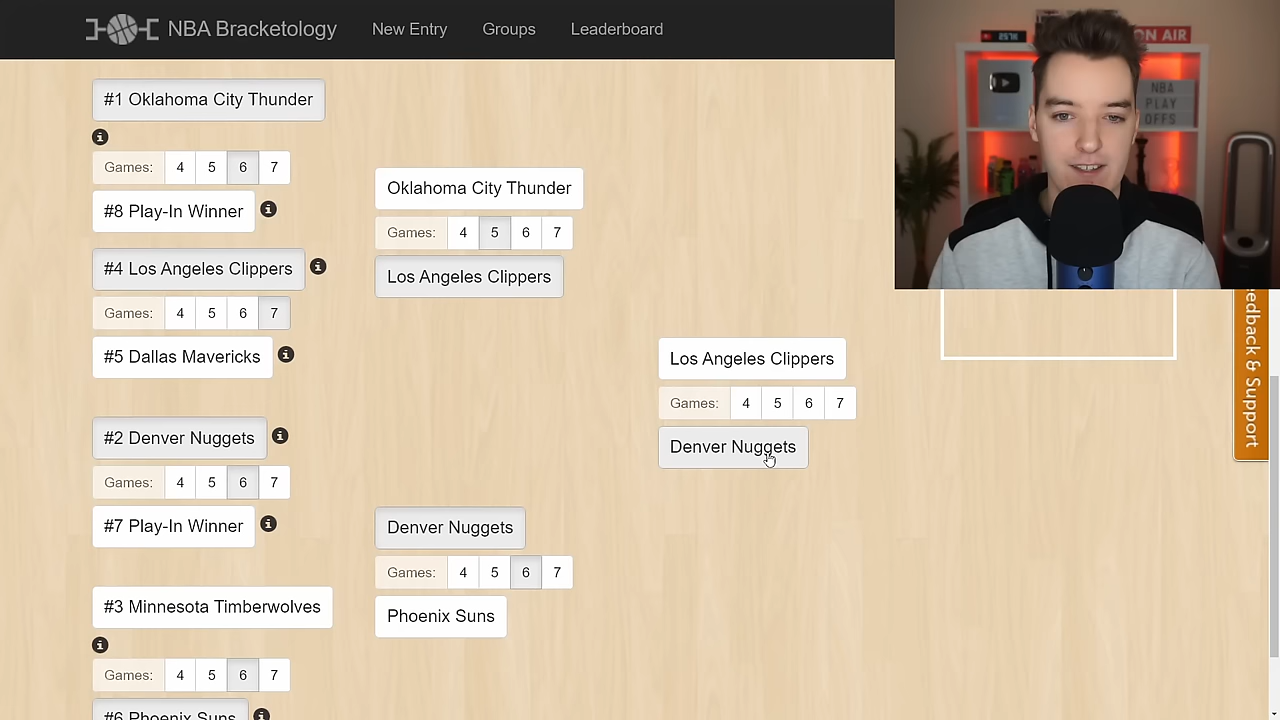 NBA Bracketology
New Entry
Groups
Leaderboard
#1 Oklahoma City Thunder
Games: 4 5 6 7
#8 Play-In Winner
#4 Los Angeles Clippers
Games: 4 5 6 7
#5 Dallas Mavericks
#2 Denver Nuggets
Games: 4 5 6 7
#7 Play-In Winner
#3 Minnesota Timberwolves
Games: 4 5 6 7
#6 Phoenix Suns
Oklahoma City Thunder
Games: 4 5 6 7
Los Angeles Clippers
Denver Nuggets
Games: 4 5 6 7
Phoenix Suns
Los Angeles Clippers
Games: 4 5 6 7
Denver Nuggets
ON AIR
NBA
PLAY
OFFS
eedback & Support